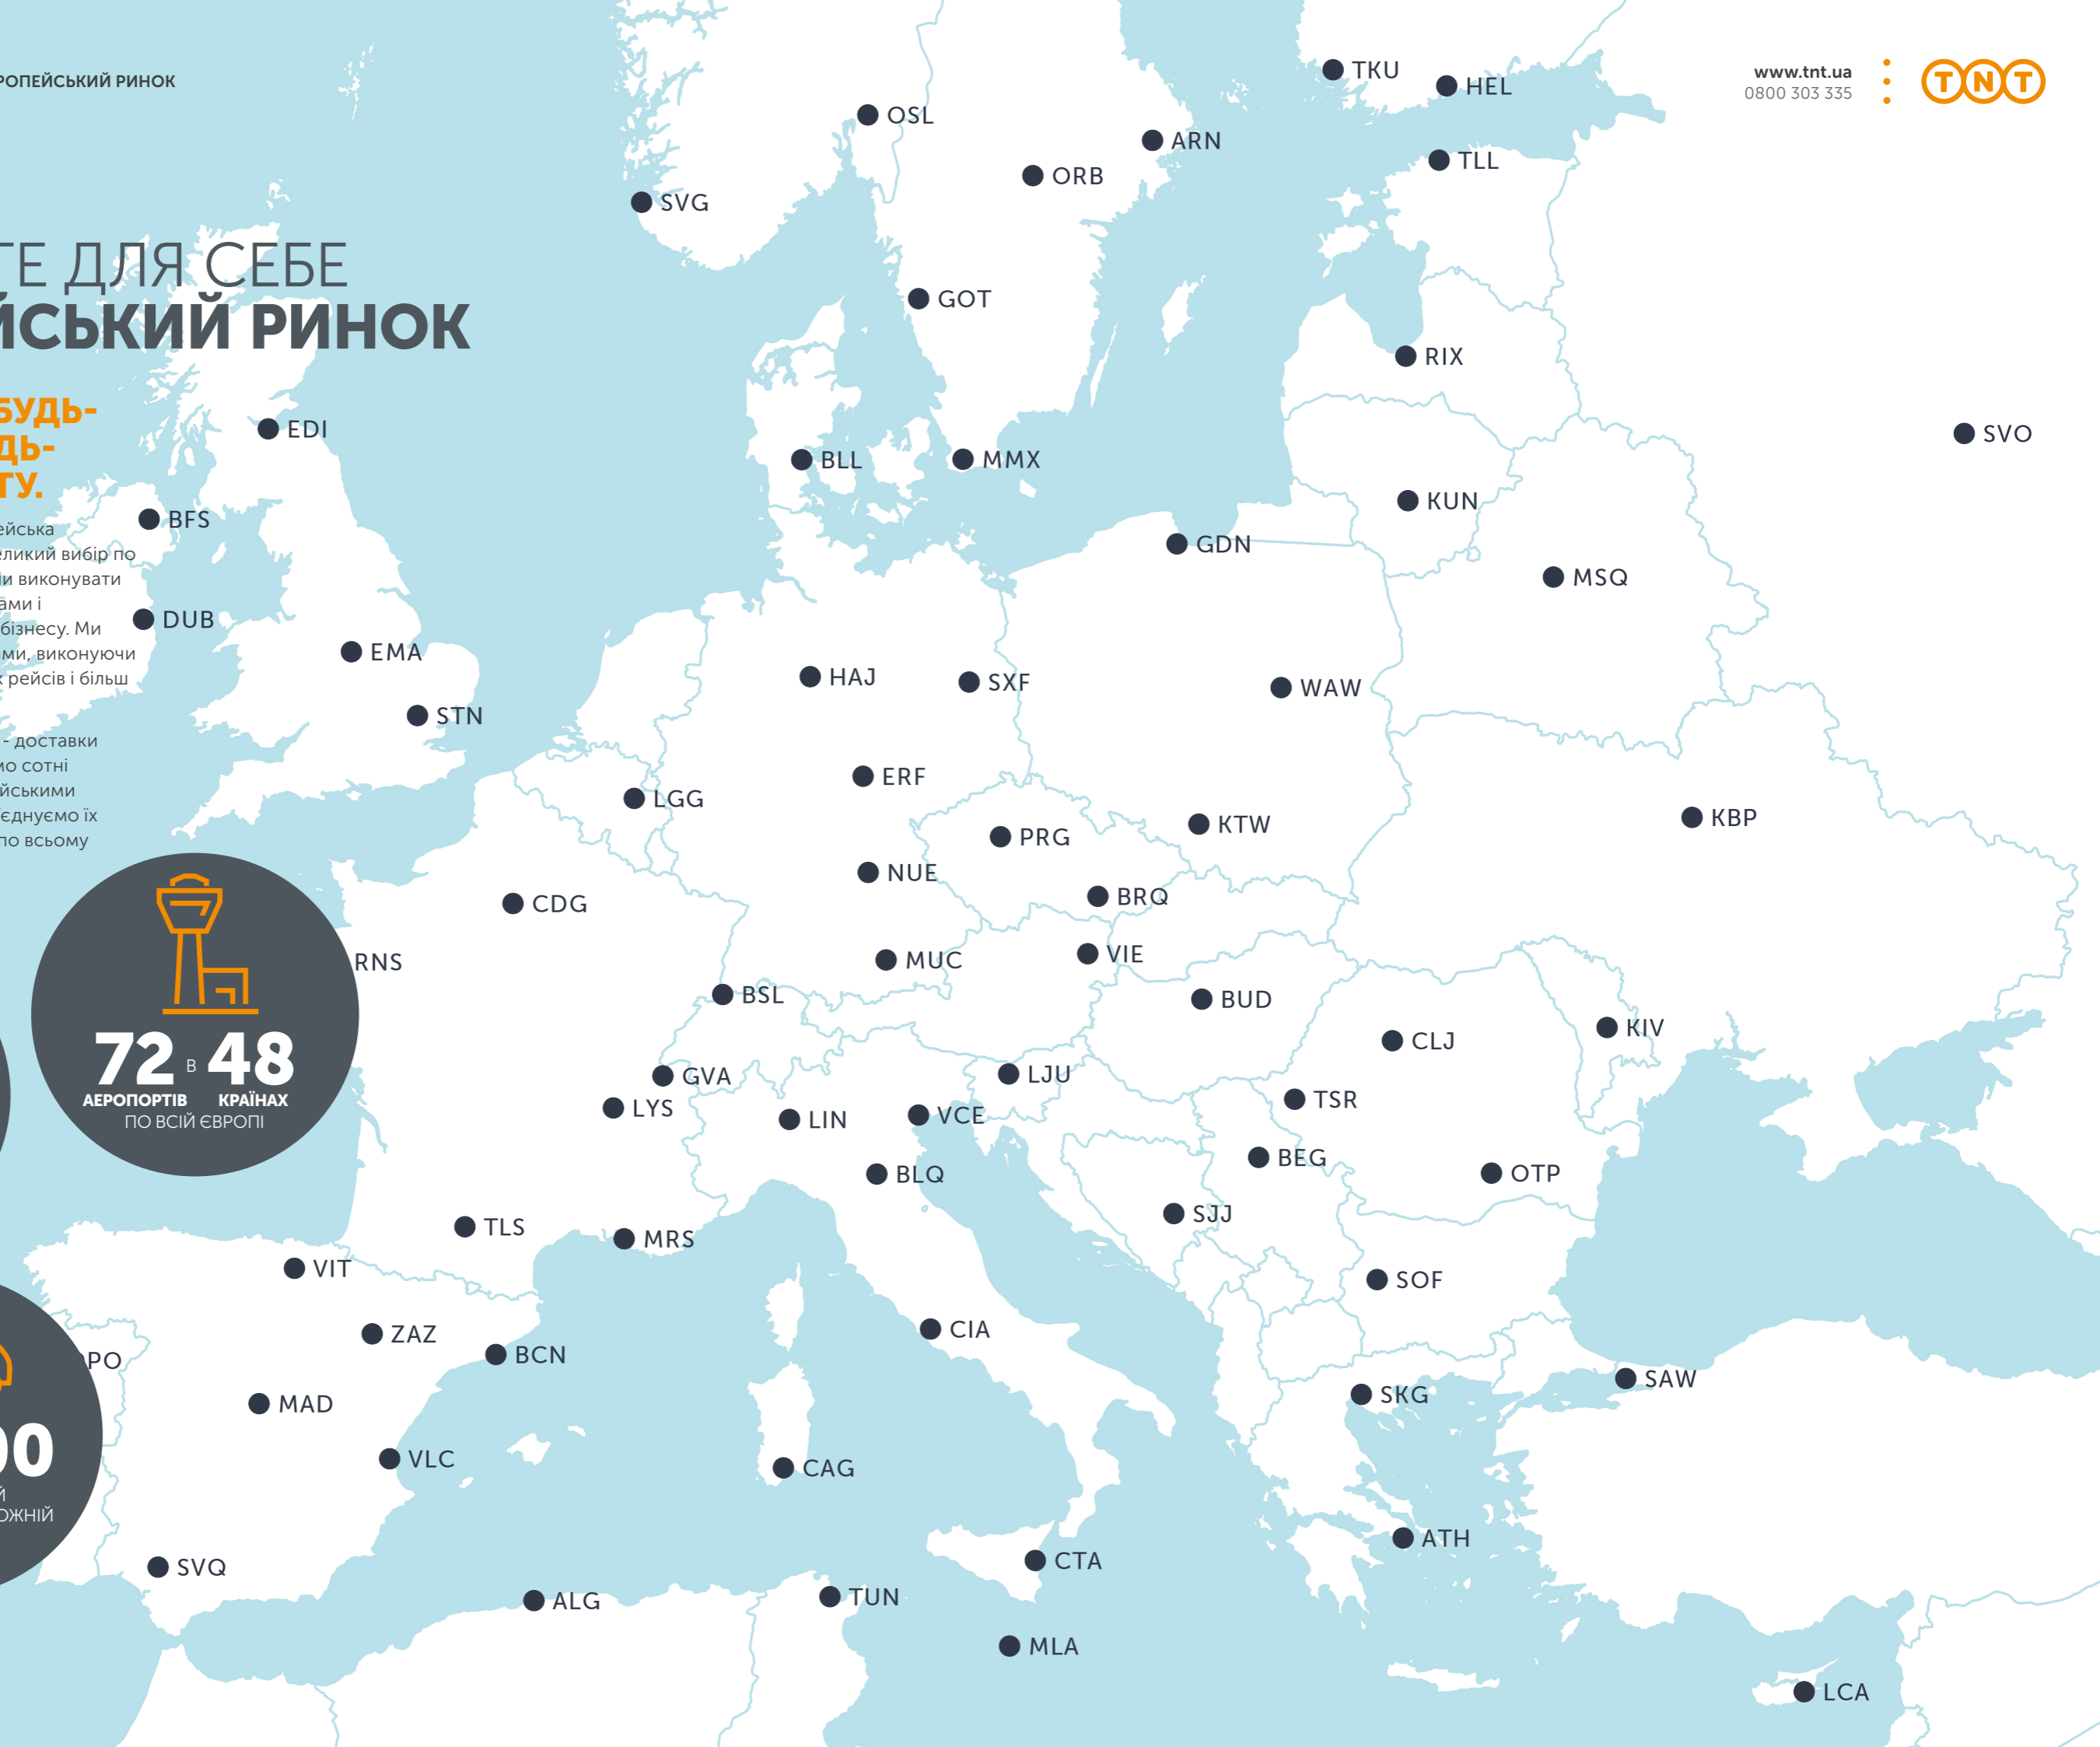 РОПЕЙСЬКИЙ РИНОК
www.tnt.ua
0800 303 335
TNT
ТЕ ДЛЯ СЕБЕ
ЙСЬКИЙ РИНОК
БУДЬ-
ДЬ-
ТУ.
ейська
еликий вибір по
и виконувати
ами і
бізнесу. Ми
ми, виконуючи
х рейсів і більш
- доставки
мо сотні
йськими
єднуємо їх
по всьому
72 В 48
АЕРОПОРТІВ КРАЇНАХ
ПО ВСІЙ ЄВРОПІ
00
Й
ОЖНІЙ
TKU
HEL
OSL
ARN
TLL
ORB
SVG
GOT
RIX
EDI
SVO
BLL
MMX
KUN
BFS
GDN
MSQ
DUB
EMA
HAJ
SXF
WAW
STN
ERF
LGG
KBP
KTW
PRG
NUE
BRQ
CDG
VIE
MUC
RNS
BSL
BUD
KIV
CLJ
LJU
GVA
TSR
LYS
VCE
LIN
BEG
OTP
BLQ
SJJ
TLS
MRS
VIT
SOF
CIA
ZAZ
BCN
PO
SAW
SKG
MAD
VLC
CAG
ATH
CTA
SVQ
TUN
ALG
MLA
LCA